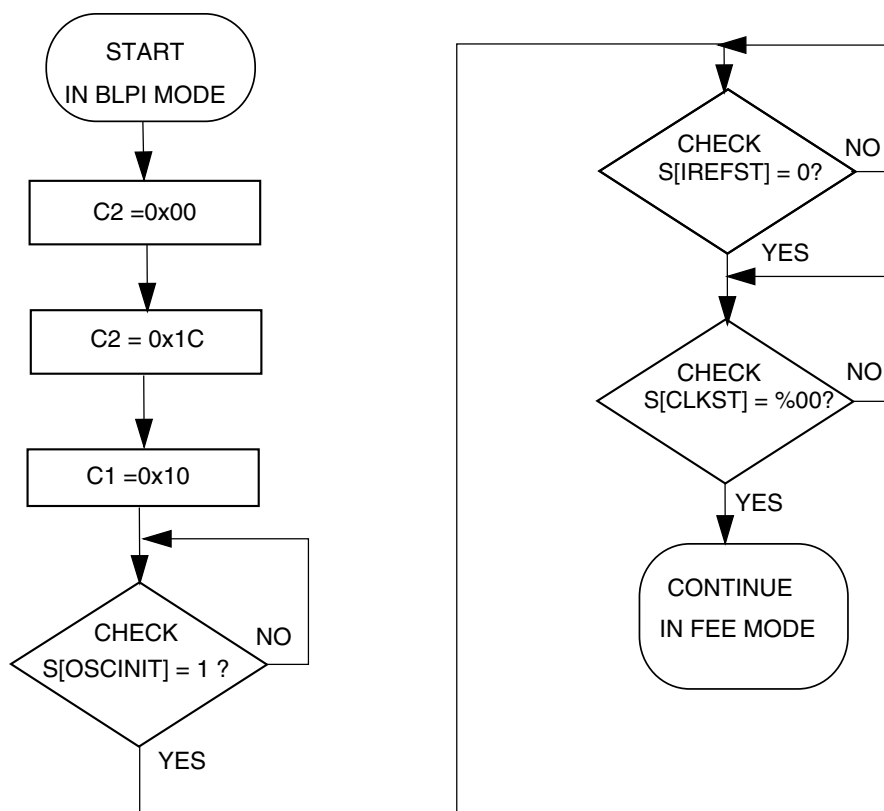 START
IN BLPI MODE
C2 =0x00
C2 = 0x1C
C1 =0x10
CHECK
S[OSCINIT] = 1 ?
NO
YES
CHECK
S[IREFST] = 0?
NO
YES
CHECK
S[CLKST] = %00?
NO
YES
CONTINUE
IN FEE MODE